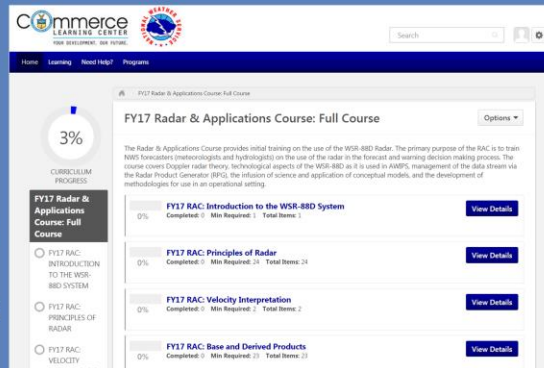 Commerce
LEARNING CENTER
YOUR DEVELOPMENT. OUR FUTURE.
NATIONAL WEATHER SERVICE
Search
Home Learning Need Help? Programs
FY17 Radar & Applications Course: Full Course
3%
CURRICULUM
PROGRESS
FY17 Radar &
Applications
Course: Full
Course
FY17 RAC:
INTRODUCTION
TO THE WSR-
88D SYSTEM
FY17 RAC:
PRINCIPLES OF
RADAR
FY17 RAC:
VELOCITY
FY17 Radar & Applications Course: Full Course
Options
The Radar & Applications Course provides initial training on the use of the WSR-88D Radar. The primary purpose of the RAC is to train
NWS forecasters (meteorologists and hydrologists) on the use of the radar in the forecast and warning decision making process. The
course covers Doppler radar theory, technological aspects of the WSR-88D as it is used in AWIPS, management of the data stream via
the Radar Product Generator (RPG), the infusion of science and application of conceptual models, and the development of
methodologies for use in an operational setting.
0%
FY17 RAC: Introduction to the WSR-88D System
Completed: 0 Min Required: 1 Total Items: 1
View Details
0%
FY17 RAC: Principles of Radar
Completed: 0 Min Required: 24 Total Items: 24
View Details
0%
FY17 RAC: Velocity Interpretation
Completed: 0 Min Required: 2 Total Items: 2
View Details
0%
FY17 RAC: Base and Derived Products
Completed: 0 Min Required: 23 Total Items: 23
View Details